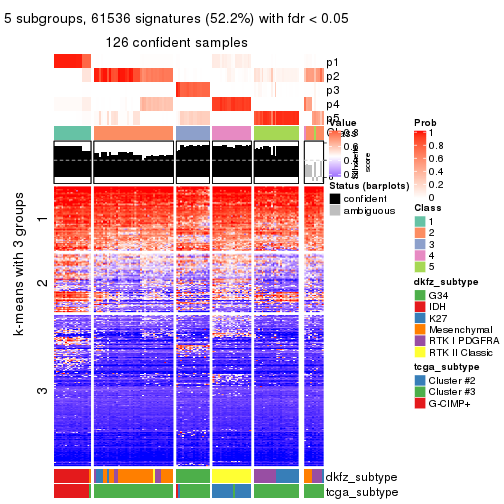 5 subgroups, 61536 signatures (52.2%) with fdr < 0.05
126 confident samples
p1
p2
p3
p4
p5
Class
Value
Silhouette
score
Status (barplots)
confident
ambiguous
Prob
1
0.8
0.6
0.4
0.2
0
Class
1
2
3
4
5
dkfz_subtype
G34
IDH
K27
Mesenchymal
RTK I PDGFRA
RTK II Classic
tcga_subtype
Cluster #2
Cluster #3
G-CIMP+
k-means with 3 groups
1
2
3
dkfz_subtype
tcga_subtype